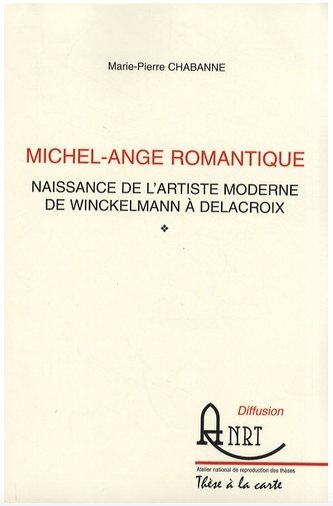 Marie-Pierre CHABANNE
MICHEL-ANGE ROMANTIQUE
NAISSANCE DE L'ARTISTE MODERNE
DE WINCKELMANN À DELACROIX
Diffusion
ANRT
Atelier national de reproduction des thèses
Thèse à la carte